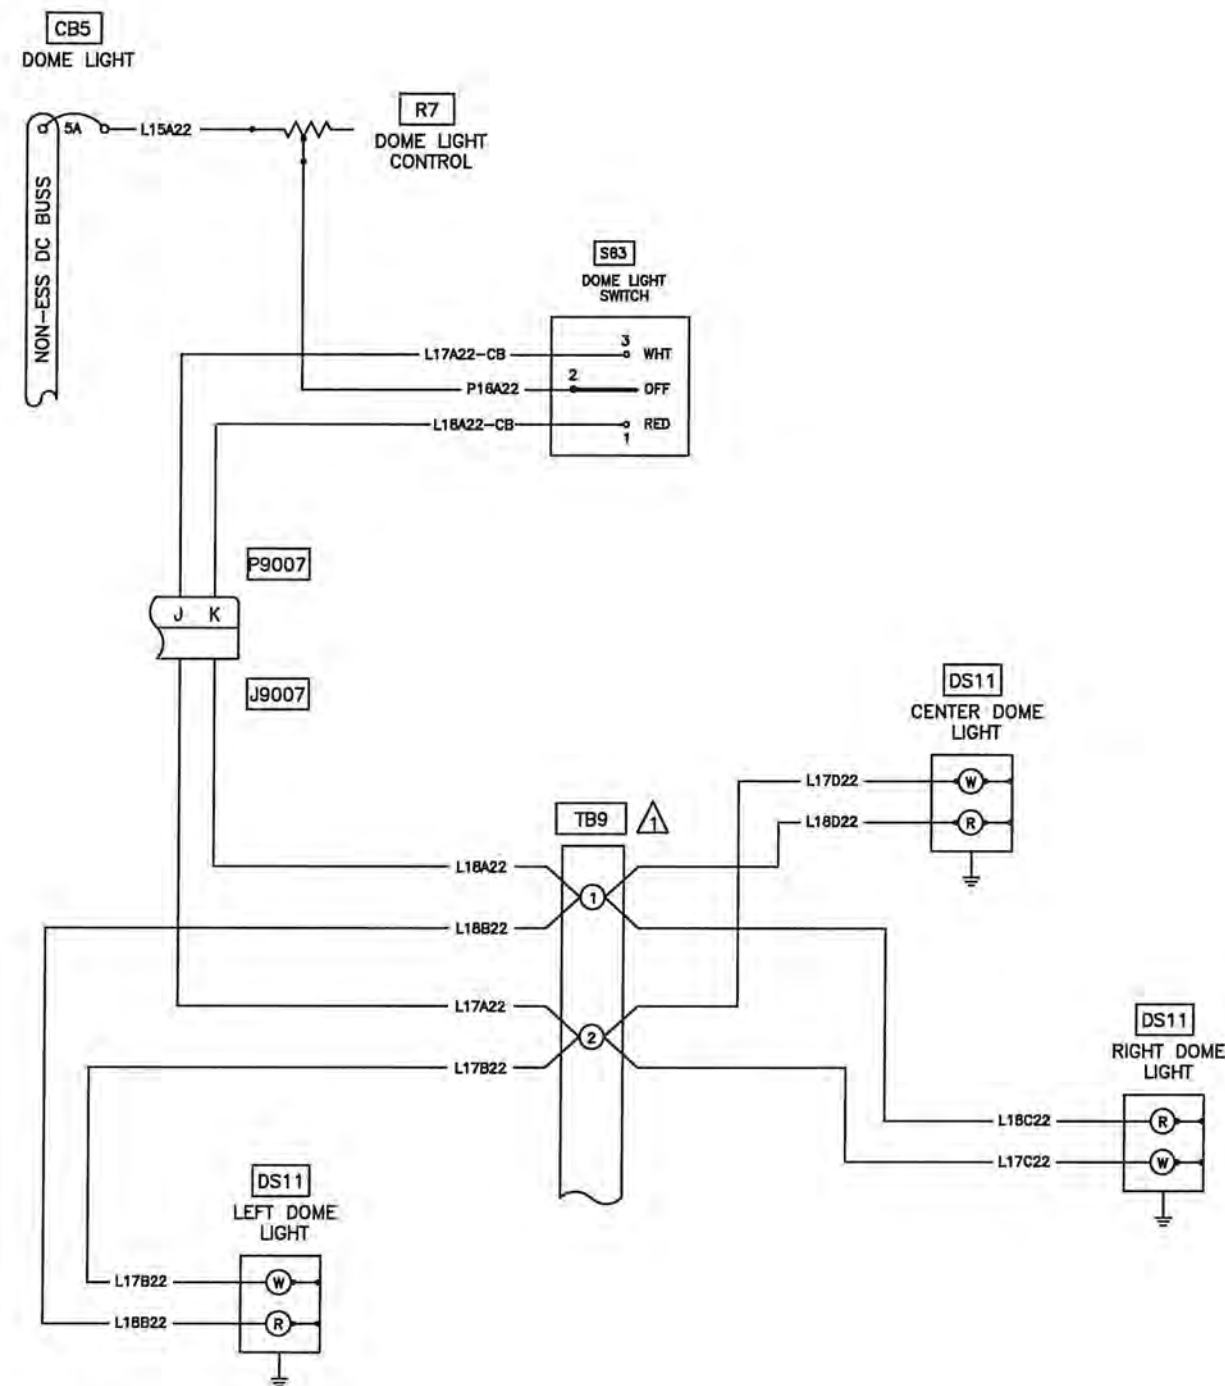 CB5
DOME LIGHT
5A
L15A22
R7
DOME LIGHT
CONTROL
NON-ESS DC BUSS
S83
DOME LIGHT
SWITCH
L17A22-CB
3
WHT
P16A22
2
OFF
L18A22-CB
1
RED
P9007
J K
J9007
DS11
CENTER DOME
LIGHT
L17D22
W
L18D22
R
TB9
1
L18A22
1
L18B22
L17A22
2
L17B22
DS11
RIGHT DOME
LIGHT
L18C22
R
L17C22
W
DS11
LEFT DOME
LIGHT
L17B22
W
L18B22
R